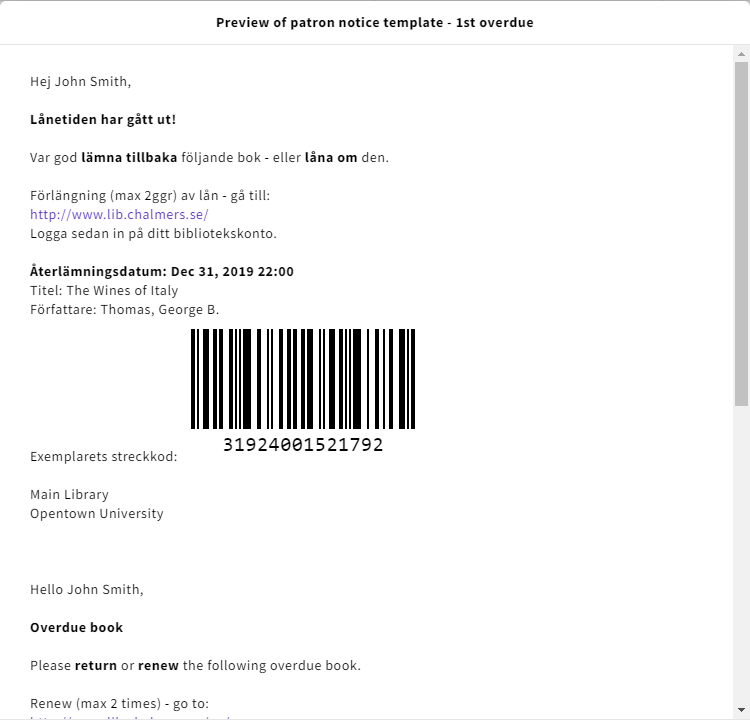 Preview of patron notice template - 1st overdue
Hej John Smith,
Lånetiden har gått ut!
Var god lämna tillbaka följande bok - eller låna om den.
Förlängning (max 2ggr) av lån - gå till:
http://www.lib.chalmers.se/
Logga sedan in på ditt bibliotekskonto.
Återlämningsdatum: Dec 31, 2019 22:00
Titel: The Wines of Italy
Författare: Thomas, George B.
31924001521792
Exemplarets streckkod:
Main Library
Opentown University
Hello John Smith,
Overdue book
Please return or renew the following overdue book.
Renew (max 2 times) - go to: